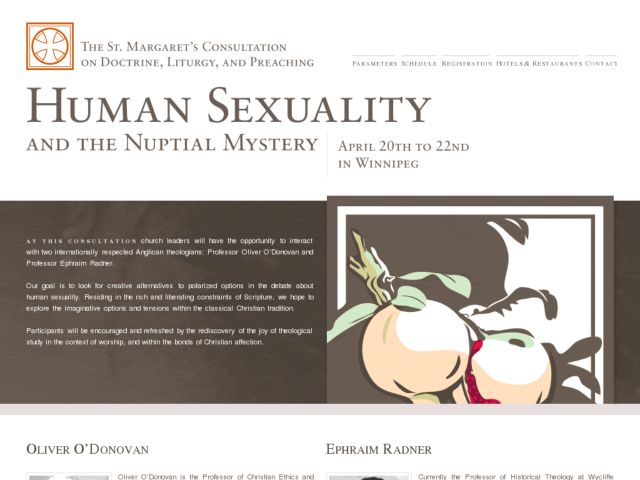 The St. Margaret's Consultation
on Doctrine, Liturgy, and Preaching
Parameters Schedule Registration Hotels & Restaurants Contact
Human Sexuality
and the Nuptial Mystery
April 20th to 22nd
in Winnipeg
at this consultation church leaders will have the opportunity to interact
with two internationally respected Anglican theologians: Professor Oliver O'Donovan and
Professor Ephraim Radner.
Our goal is to look for creative alternatives to polarized options in the debate about
human sexuality. Residing in the rich and liberating constraints of Scripture, we hope to
explore the imaginative options and tensions within the classical Christian tradition.
Participants will be encouraged and refreshed by the rediscovery of the joy of theological
study in the context of worship, and within the bonds of Christian affection.
Oliver O'Donovan
Oliver O'Donovan is the Professor of Christian Ethics and
Ephraim Radner
Currently the Professor of Historical Theology at Wycliffe